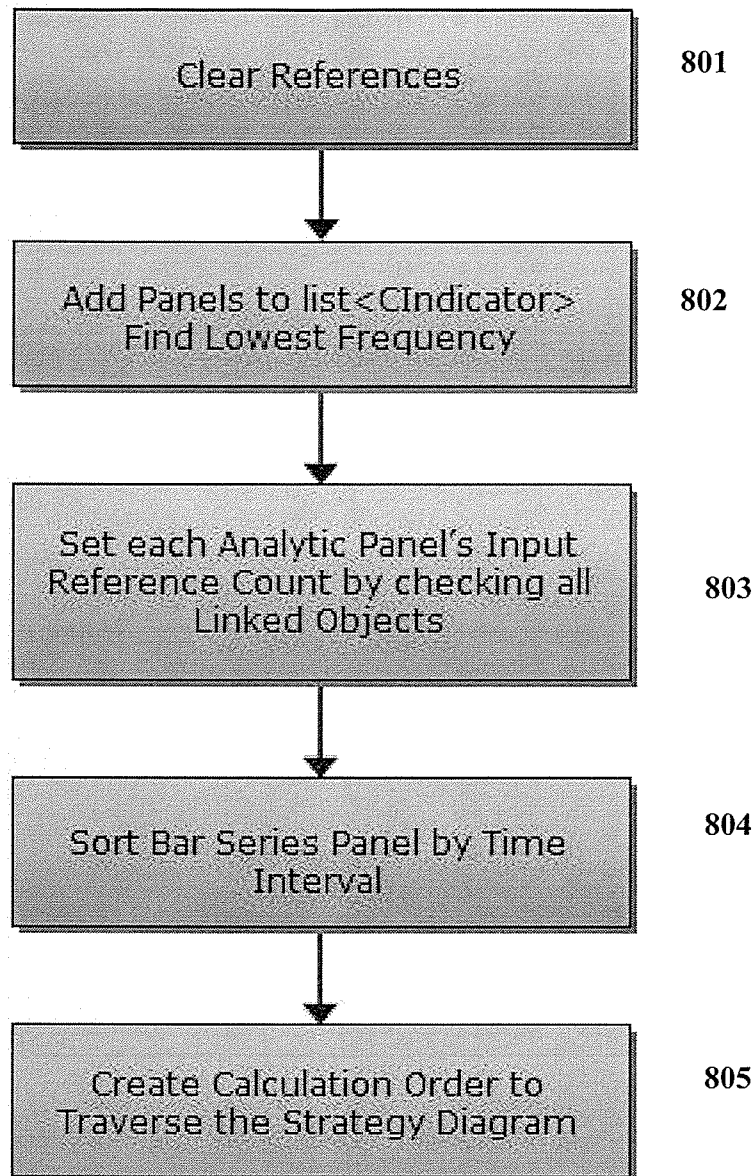 Clear References
801
Add Panels to list<CIndicator>
Find Lowest Frequency
802
Set each Analytic Panel's Input
Reference Count by checking all
Linked Objects
803
Sort Bar Series Panel by Time
Interval
804
Create Calculation Order to
Traverse the Strategy Diagram
805